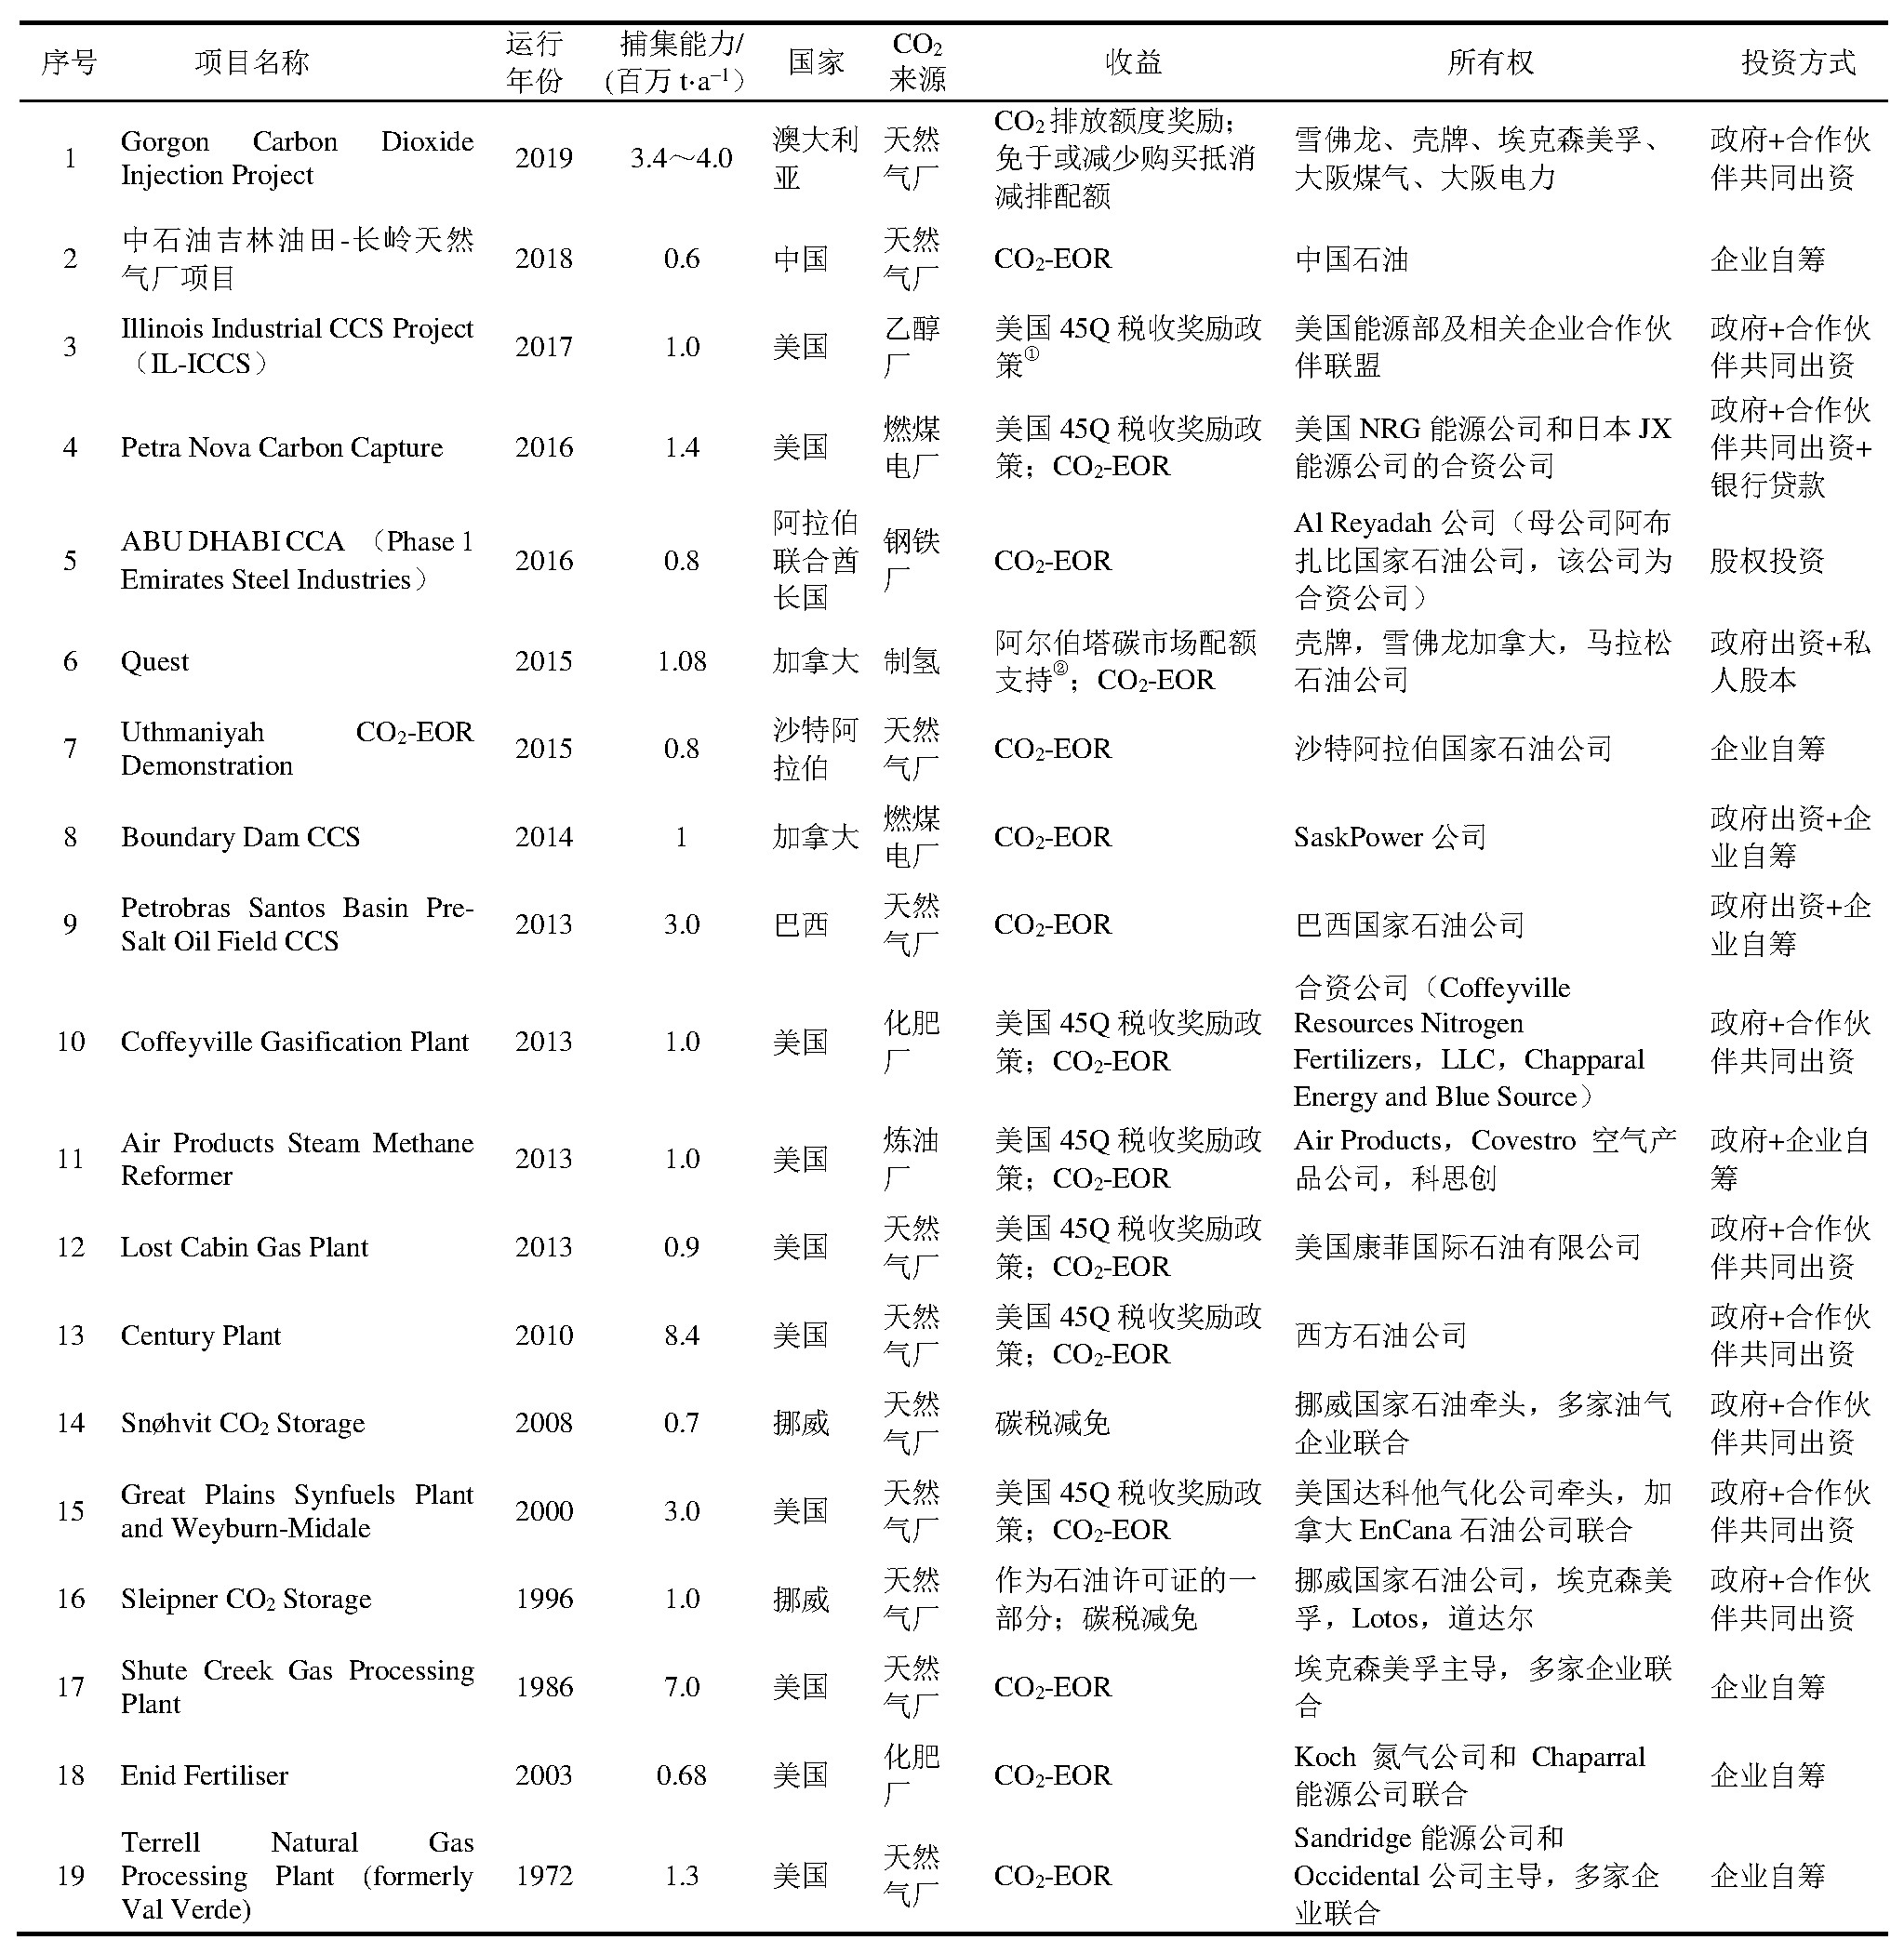 序号 项目名称 运行年份 捕集能力/(百万 t·a⁻¹) 国家 CO₂来源 收益 所有权 投资方式
1 Gorgon Carbon Dioxide Injection Project 2019 3.4～4.0 澳大利亚 天然气厂 CO₂排放额度奖励；免于或减少购买抵消减排配额 雪佛龙、壳牌、埃克森美孚、大阪煤气、大阪电力 政府+合作伙伴共同出资
2 中石油吉林油田-长岭天然气厂项目 2018 0.6 中国 天然气厂 CO₂-EOR 中国石油 企业自筹
3 Illinois Industrial CCS Project（IL-ICCS） 2017 1.0 美国 乙醇厂 美国 45Q 税收奖励政策① 美国能源部及相关企业合作伙伴联盟 政府+合作伙伴共同出资
4 Petra Nova Carbon Capture 2016 1.4 美国 燃煤电厂 美国 45Q 税收奖励政策；CO₂-EOR 美国 NRG 能源公司和日本 JX 能源公司的合资公司 政府+合作伙伴共同出资+银行贷款
5 ABU DHABI CCA （Phase 1 Emirates Steel Industries） 2016 0.8 阿拉伯联合酋长国 钢铁厂 CO₂-EOR Al Reyadah 公司（母公司阿布扎比国家石油公司，该公司为合资公司） 股权投资
6 Quest 2015 1.08 加拿大 制氢 阿尔伯塔碳市场配额支持②；CO₂-EOR 壳牌，雪佛龙加拿大，马拉松石油公司 政府出资+私人股本
7 Uthmaniyah CO₂-EOR Demonstration 2015 0.8 沙特阿拉伯 天然气厂 CO₂-EOR 沙特阿拉伯国家石油公司 企业自筹
8 Boundary Dam CCS 2014 1 加拿大 燃煤电厂 CO₂-EOR SaskPower 公司 政府出资+企业自筹
9 Petrobras Santos Basin Pre-Salt Oil Field CCS 2013 3.0 巴西 天然气厂 CO₂-EOR 巴西国家石油公司 政府出资+企业自筹
10 Coffeyville Gasification Plant 2013 1.0 美国 化肥厂 美国 45Q 税收奖励政策；CO₂-EOR 合资公司（Coffeyville Resources Nitrogen Fertilizers，LLC，Chapparal Energy and Blue Source） 政府+合作伙伴共同出资
11 Air Products Steam Methane Reformer 2013 1.0 美国 炼油厂 美国 45Q 税收奖励政策；CO₂-EOR Air Products，Covestro 空气产品公司，科思创 政府+企业自筹
12 Lost Cabin Gas Plant 2013 0.9 美国 天然气厂 美国 45Q 税收奖励政策；CO₂-EOR 美国康菲国际石油有限公司 政府+合作伙伴共同出资
13 Century Plant 2010 8.4 美国 天然气厂 美国 45Q 税收奖励政策；CO₂-EOR 西方石油公司 政府+合作伙伴共同出资
14 Snøhvit CO₂ Storage 2008 0.7 挪威 天然气厂 碳税减免 挪威国家石油牵头，多家油气企业联合 政府+合作伙伴共同出资
15 Great Plains Synfuels Plant and Weyburn-Midale 2000 3.0 美国 天然气厂 美国 45Q 税收奖励政策；CO₂-EOR 美国达科他气化公司牵头，加拿大 EnCana 石油公司联合 政府+合作伙伴共同出资
16 Sleipner CO₂ Storage 1996 1.0 挪威 天然气厂 作为石油许可证的一部分；碳税减免 挪威国家石油公司，埃克森美孚，Lotos，道达尔 政府+合作伙伴共同出资
17 Shute Creek Gas Processing Plant 1986 7.0 美国 天然气厂 CO₂-EOR 埃克森美孚主导，多家企业联合 企业自筹
18 Enid Fertiliser 2003 0.68 美国 化肥厂 CO₂-EOR Koch 氮气公司和 Chaparral 能源公司联合 企业自筹
19 Terrell Natural Gas Processing Plant (formerly Val Verde) 1972 1.3 美国 天然气厂 CO₂-EOR Sandridge 能源公司和 Occidental 公司主导，多家企业联合 企业自筹